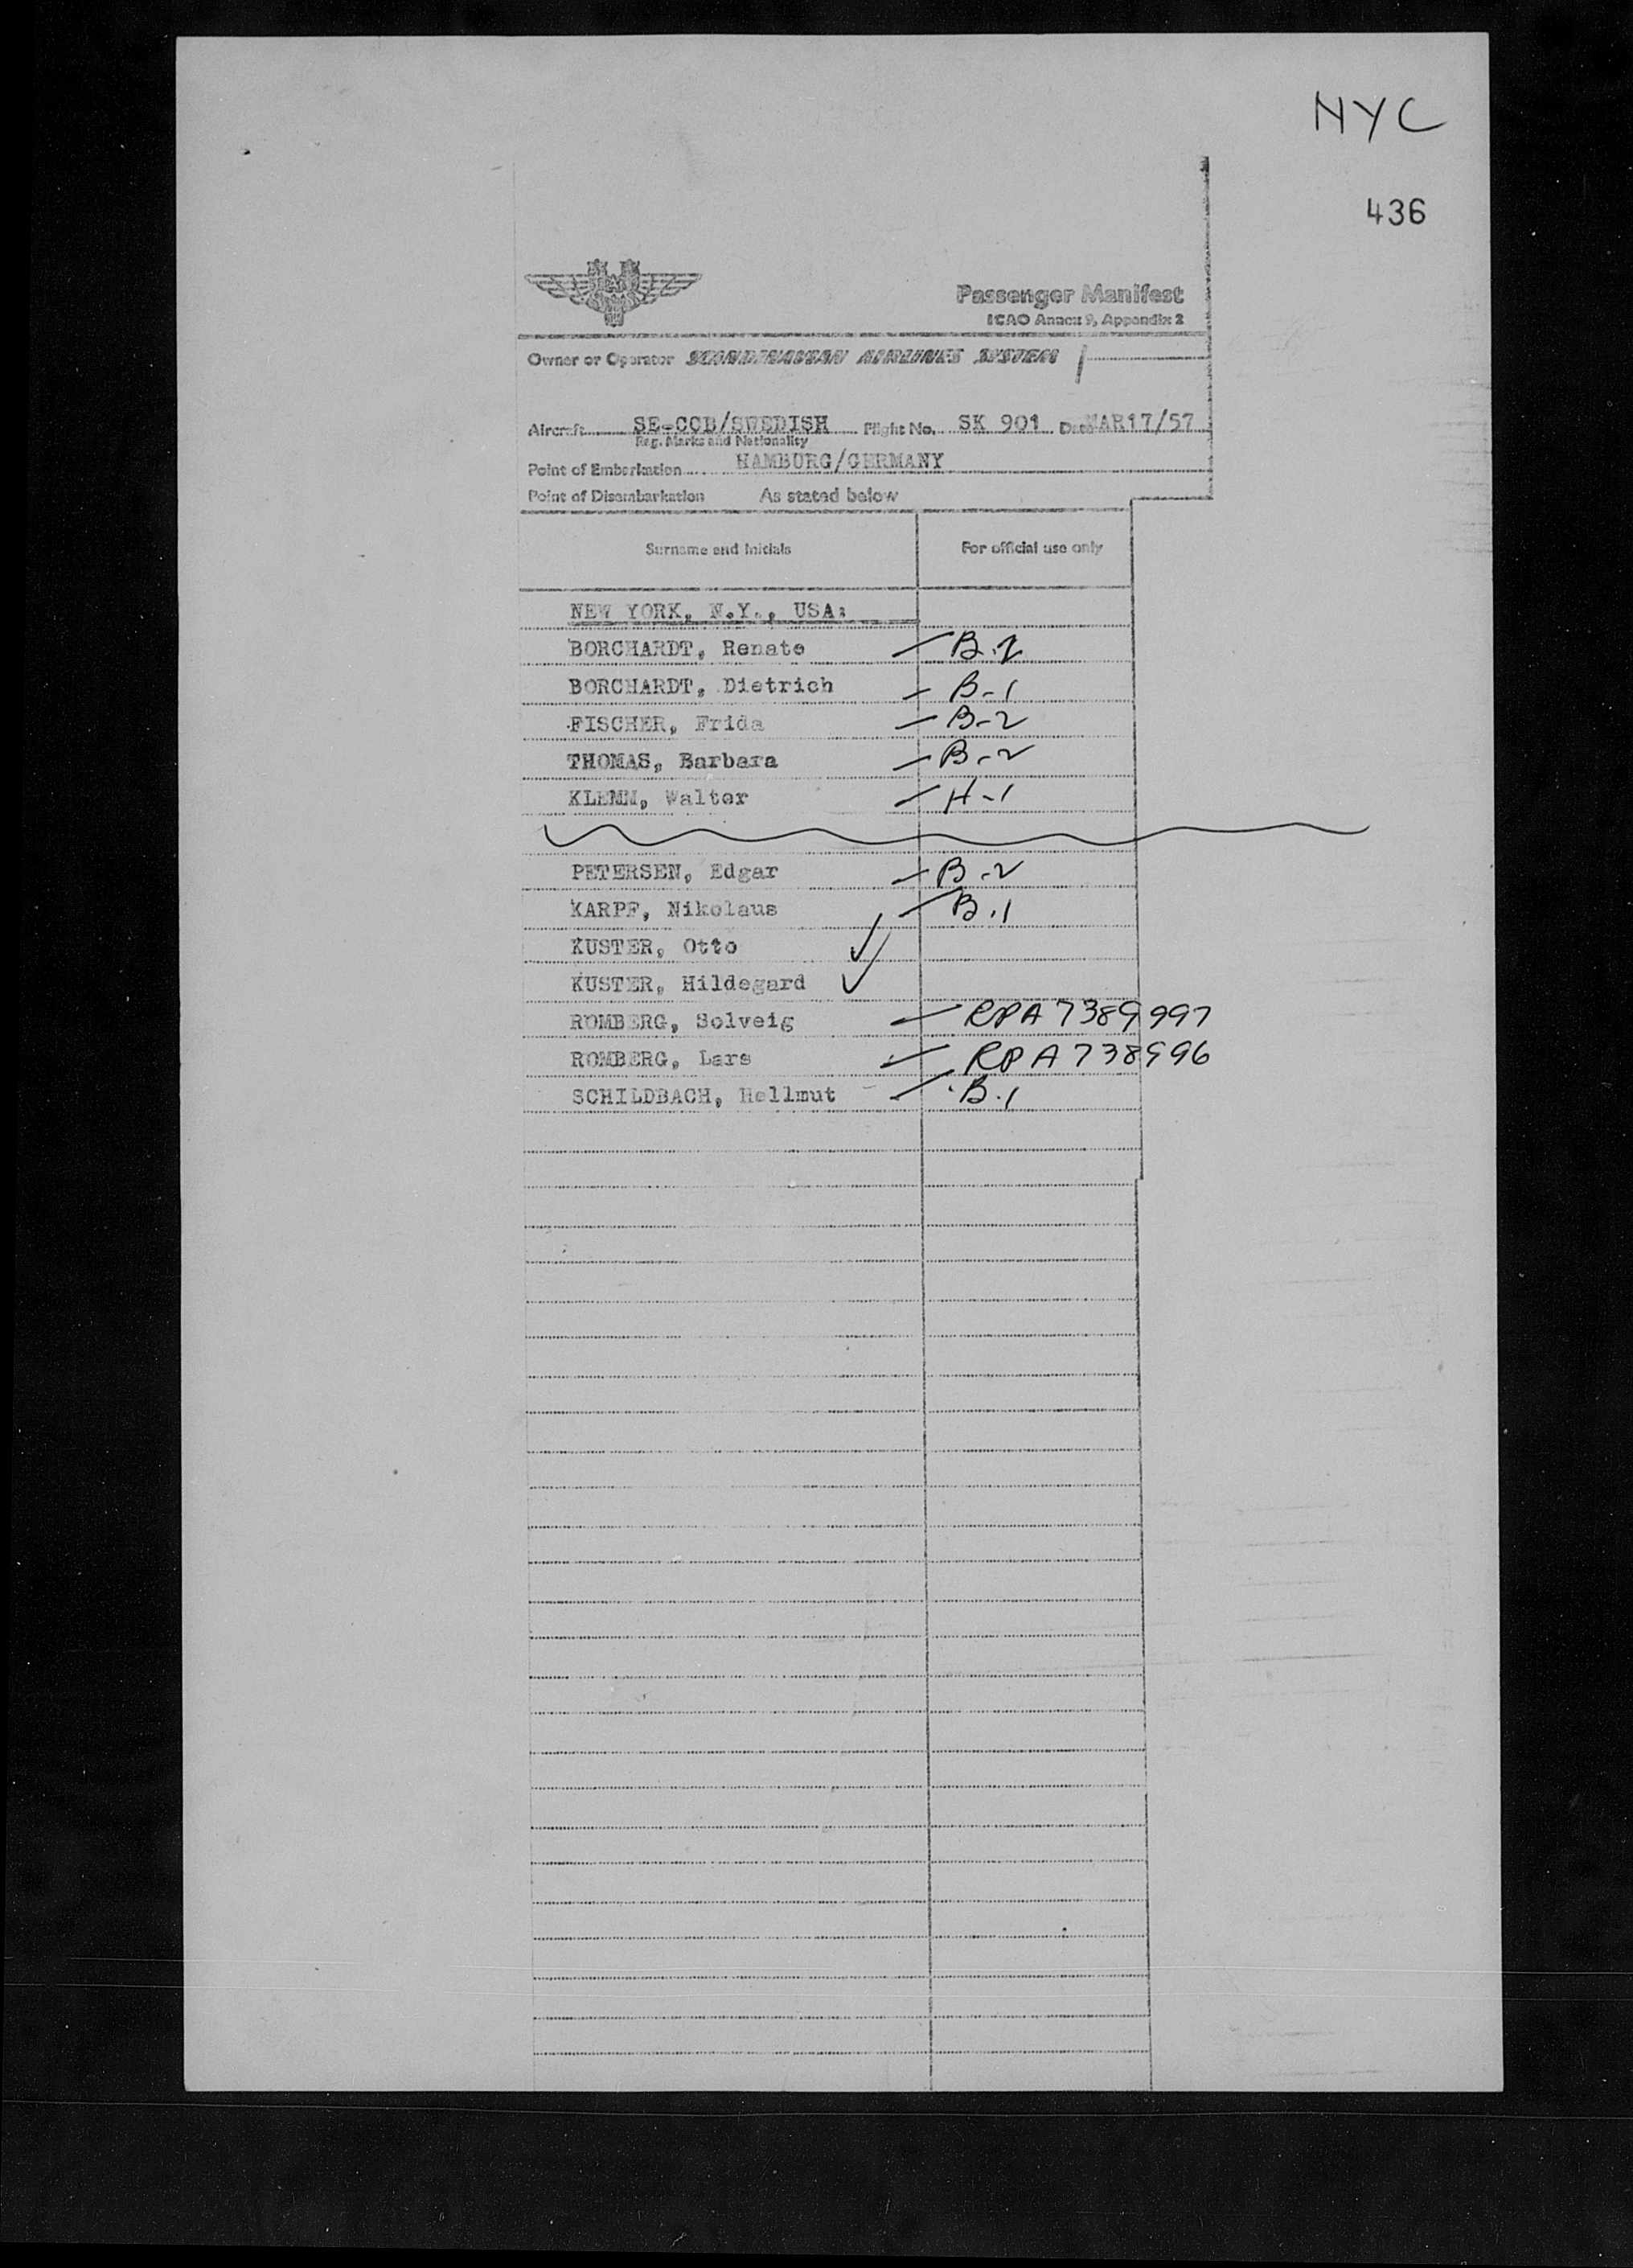 NYC
436
Passenger Manifest
ICAO Annex 9, Appendix 2
Owner or Operator SCANDINAVIAN AIRLINES SYSTEM
Aircraft SE-CCB/SWEDISH Flight No. SK 901 Date MAR17/57
Reg. Marks and Nationality
Point of Embarkation HAMBURG/GERMANY
Point of Disembarkation As stated below
Surname and Initials For official use only
NEW YORK, N.Y., USA:
BORCHARDT, Renate B.2
BORCHARDT, Dietrich B-1
FISCHER, Frida B-2
THOMAS, Barbara B-2
KLEMM, Walter H-1
PETERSEN, Edgar B-2
KARPF, Nikolaus B.1
KUSTER, Otto ✓
KUSTER, Hildegard ✓
ROMBERG, Solveig RPA 7389997
ROMBERG, Lars RPA 7389996
SCHILDBACH, Hellmut B.1